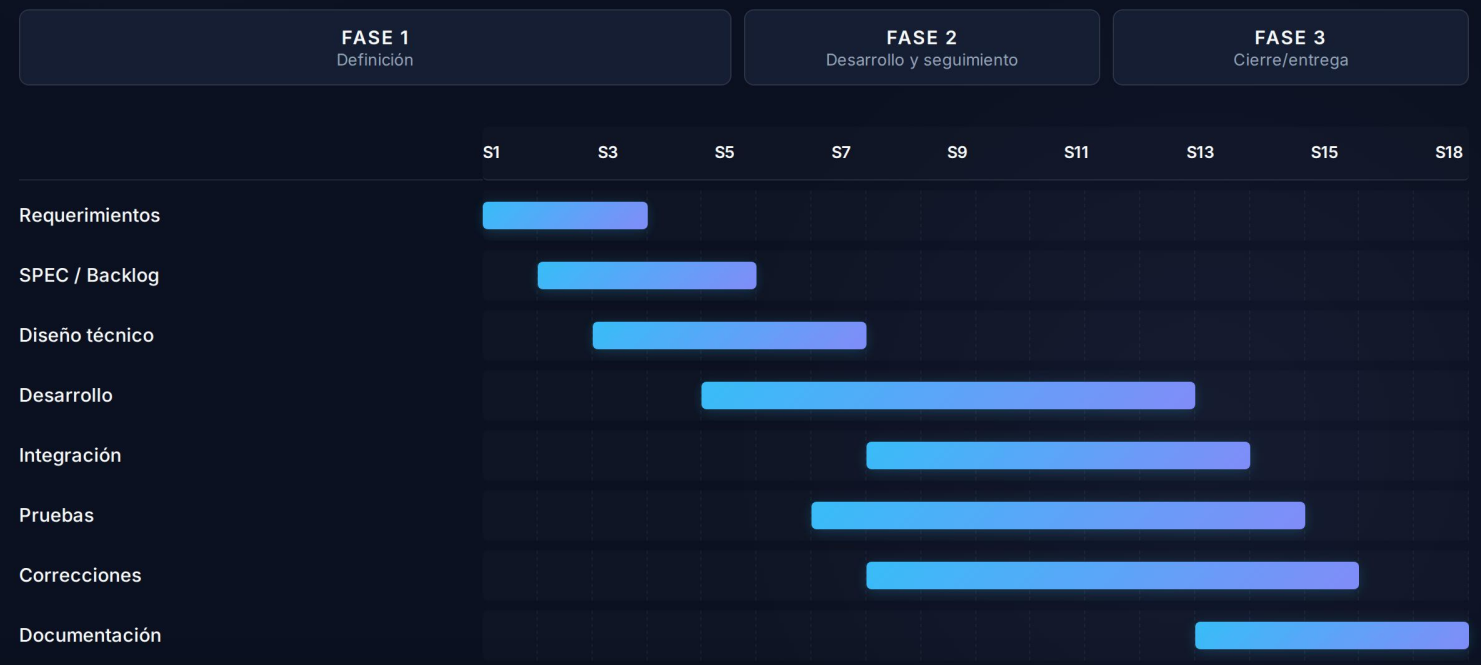 FASE 1
Definición
FASE 2
Desarrollo y seguimiento
FASE 3
Cierre/entrega
S1 S3 S5 S7 S9 S11 S13 S15 S18
Requerimientos
SPEC / Backlog
Diseño técnico
Desarrollo
Integración
Pruebas
Correcciones
Documentación